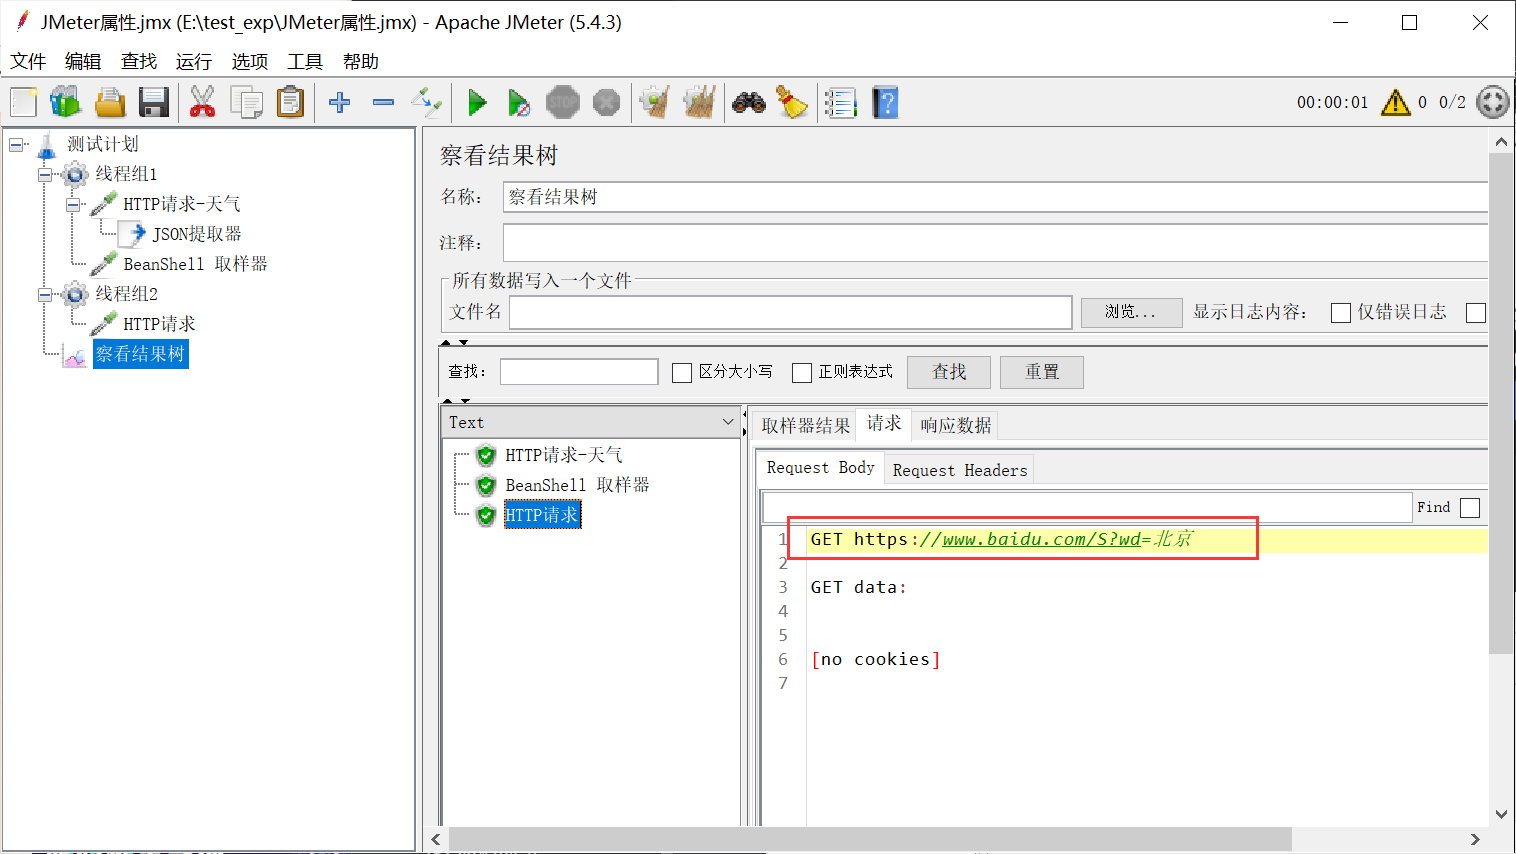 JMeter属性.jmx (E:\test_exp\JMeter属性.jmx) - Apache JMeter (5.4.3)
文件 编辑 查找 运行 选项 工具 帮助
STOP
00:00:01 0 0/2
测试计划
线程组1
HTTP请求-天气
JSON提取器
BeanShell 取样器
线程组2
HTTP请求
察看结果树
察看结果树
名称： 察看结果树
注释：
所有数据写入一个文件
文件名 浏览... 显示日志内容： 仅错误日志
查找： 区分大小写 正则表达式 查找 重置
Text
HTTP请求-天气
BeanShell 取样器
HTTP请求
取样器结果 请求 响应数据
Request Body Request Headers
Find
1 GET https://www.baidu.com/S?wd=北京
2
3 GET data:
4
5
6 [no cookies]
7